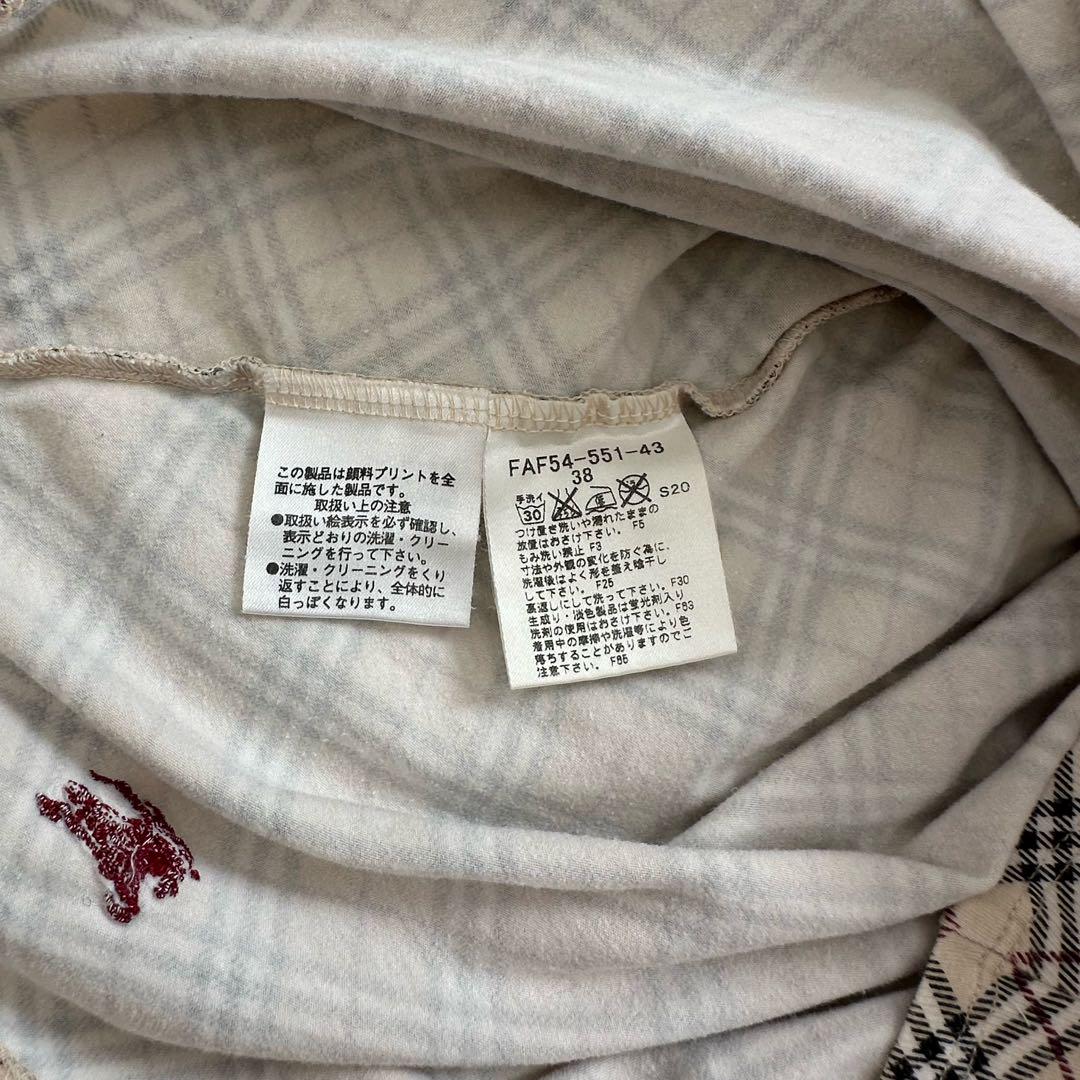 この製品は顔料プリントを全
面に施した製品です。
取扱い上の注意
●取扱い絵表示を必ず確認し、
表示どおりの洗濯・クリー
ニングを行って下さい。
●洗濯・クリーニングをくり
返すことにより、全体的に
白っぽくなります。
FAF54-551-43
38
手洗イ
30
S20
つけ置き洗いや濡れたままの
放置はおさけ下さい。 F5
もみ洗い禁止 F3
寸法や外観の変化を防ぐ為に、
洗濯後はよく形を整え陰干し
して下さい。 F25
裏返しにして洗って下さい。 F30
生成り・淡色製品は蛍光剤入り
洗剤の使用はおさけ下さい。 F63
着用中の摩擦や洗濯等により色
落ちすることがありますのでご
注意下さい。 F65